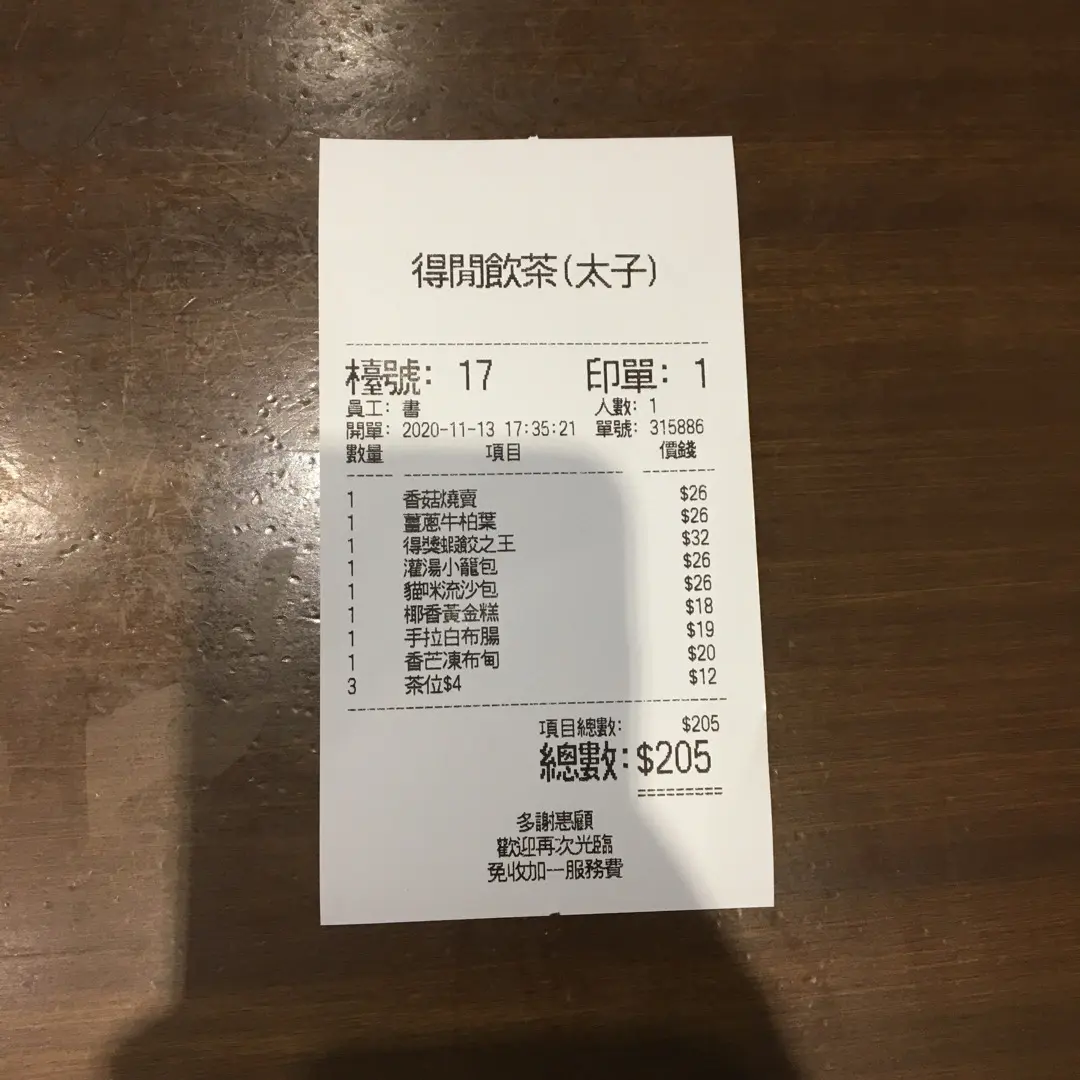 得閒飲茶(太子)
檯號: 17 印單: 1
員工: 書 人數: 1
開單: 2020-11-13 17:35:21 單號: 315886
數量 項目 價錢
1 香菇燒賣 $26
1 薑蔥牛柏葉 $26
1 得獎蝦餃之王 $32
1 灌湯小籠包 $26
1 貓咪流沙包 $26
1 椰香黃金糕 $18
1 手拉白布腸 $19
1 香芒凍布甸 $20
3 茶位$4 $12
項目總數: $205
總數:$205
=========
多謝惠顧
歡迎再次光臨
免收加一服務費